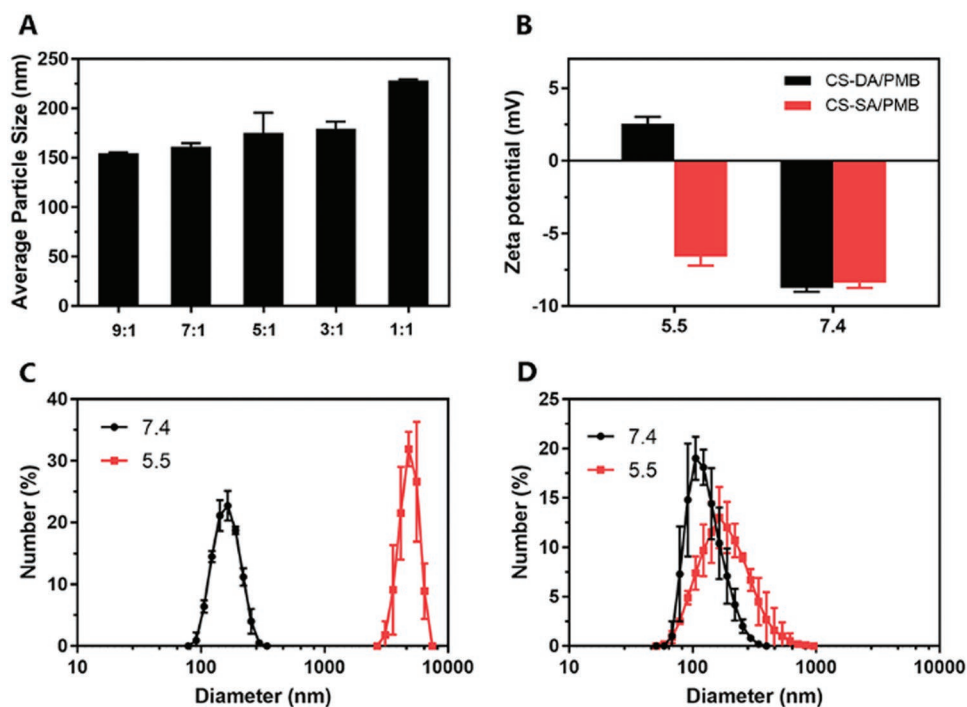 A
Average Particle Size (nm)
250
200
150
100
50
0
9:1 7:1 5:1 3:1 1:1
B
Zeta potential (mV)
5
0
-5
-10
CS-DA/PMB
CS-SA/PMB
5.5 7.4
C
Number (%)
40
30
20
10
0
7.4
5.5
10 100 1000 10000
Diameter (nm)
D
Number (%)
25
20
15
10
5
0
7.4
5.5
10 100 1000 10000
Diameter (nm)